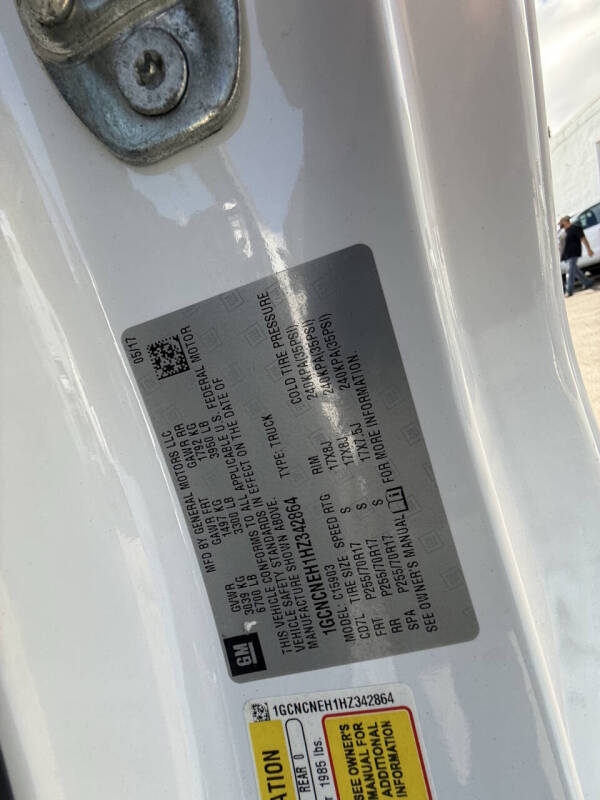 05/17
MFD BY GENERAL MOTORS LLC
GVWR GAWR FRT GAWR RR
3039 KG 1497 KG 1792 KG
6700 LB 3300 LB 3950 LB
THIS VEHICLE CONFORMS TO ALL APPLICABLE U.S. FEDERAL MOTOR
VEHICLE SAFETY STANDARDS IN EFFECT ON THE DATE OF
MANUFACTURE SHOWN ABOVE.
1GCNCNEH1HZ342864 TYPE: TRUCK
MODEL: C15903
CD7L TIRE SIZE SPEED RTG RIM COLD TIRE PRESSURE
FRT P255/70R17 S 17X8J 240KPA(35PSI)
RR P255/70R17 S 17X8J 240KPA(35PSI)
SPA P255/70R17 S 17X7.5J 240KPA(35PSI)
SEE OWNER'S MANUAL FOR MORE INFORMATION.
GM
1GCNCNEH1HZ342864
ATION
REAR 0
1985 lbs.
SEE OWNER'S
MANUAL FOR
ADDITIONAL
INFORMATION